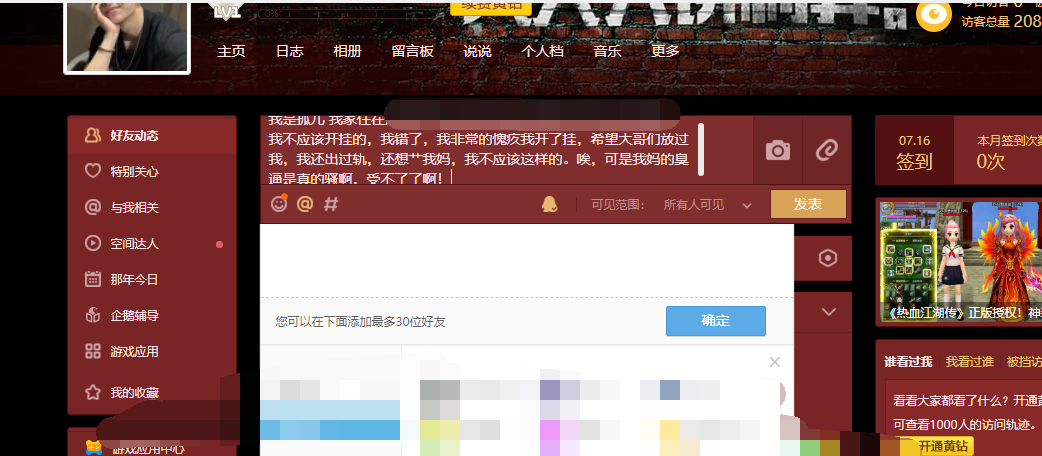 LV1
续费黄钻
访客总量 208
主页 日志 相册 留言板 说说 个人档 音乐 更多
好友动态
特别关心
与我相关
空间达人
那年今日
企鹅辅导
游戏应用
我的收藏
游戏应用中心
我是孤儿 我家住在
我不应该开挂的，我错了，我非常的愧疚我开了挂，希望大哥们放过
我，我还出过轨，还想艹我妈，我不应该这样的。唉，可是我妈的臭
逼是真的骚啊，受不了了啊！
@ #
可见范围： 所有人可见
发表
您可以在下面添加最多30位好友
确定
07.16
签到
本月签到次
0次
《热血江湖传》正版授权！神
谁看过我 我看过谁 被挡访
看看大家都看了什么？开通黄
可查看1000人的访问轨迹。
开通黄钻